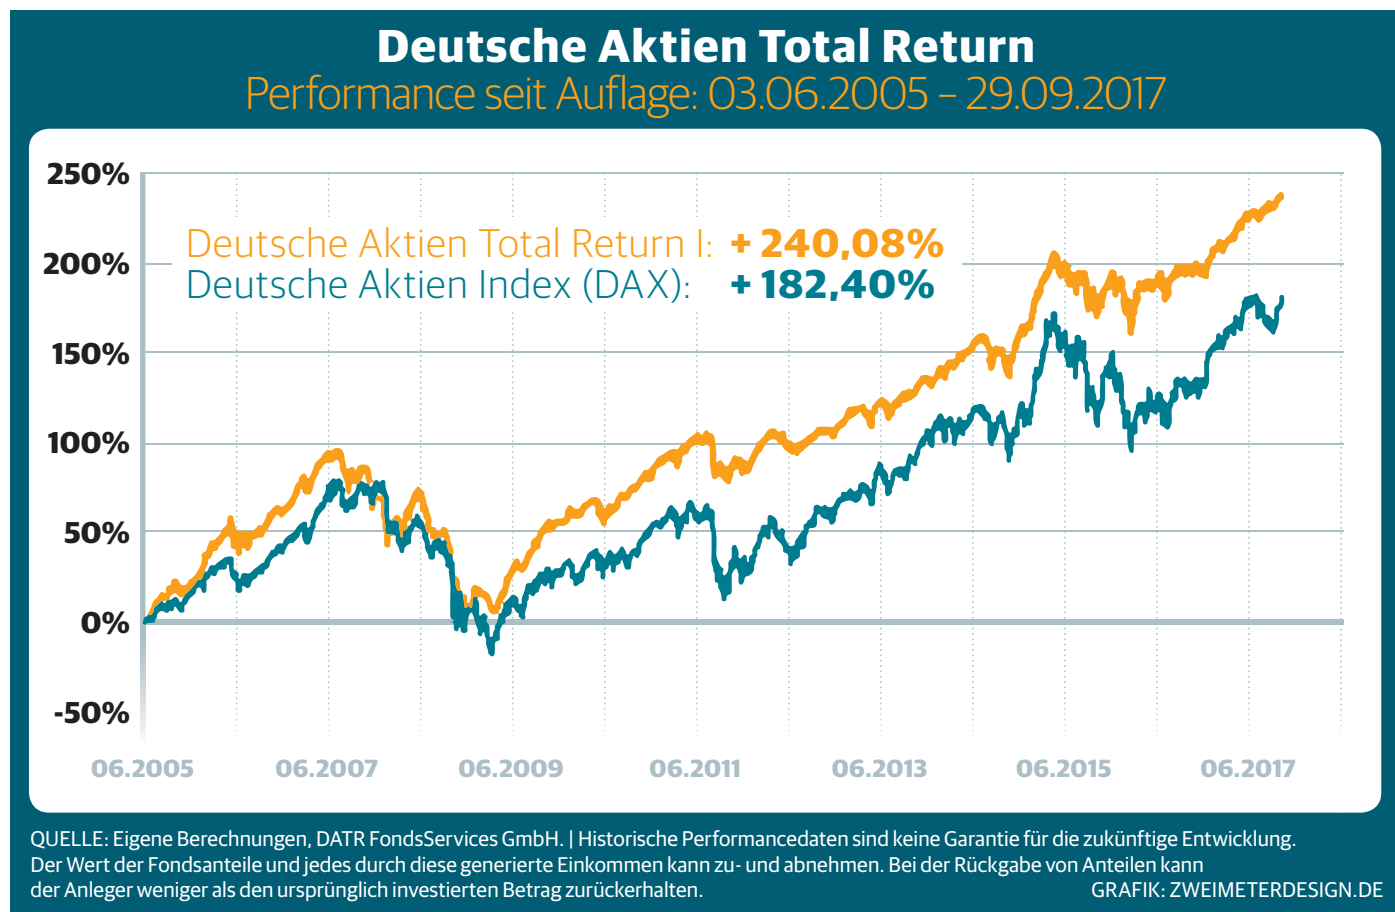 Deutsche Aktien Total Return
Performance seit Auflage: 03.06.2005 – 29.09.2017
250%
Deutsche Aktien Total Return I: + 240,08%
200%
Deutsche Aktien Index (DAX): + 182,40%
150%
100%
50%
0%
-50%
06.2005 06.2007 06.2009 06.2011 06.2013 06.2015 06.2017
QUELLE: Eigene Berechnungen, DATR FondsServices GmbH. | Historische Performancedaten sind keine Garantie für die zukünftige Entwicklung.
Der Wert der Fondsanteile und jedes durch diese generierte Einkommen kann zu- und abnehmen. Bei der Rückgabe von Anteilen kann
der Anleger weniger als den ursprünglich investierten Betrag zurückerhalten. GRAFIK: ZWEIMETERDESIGN.DE